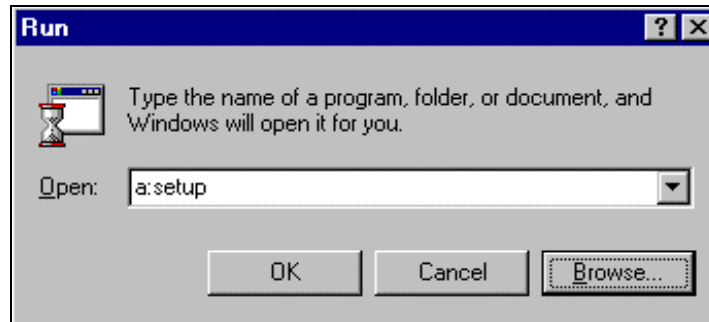 Run
Type the name of a program, folder, or document, and
Windows will open it for you.
Open: a:setup
OK Cancel Browse...